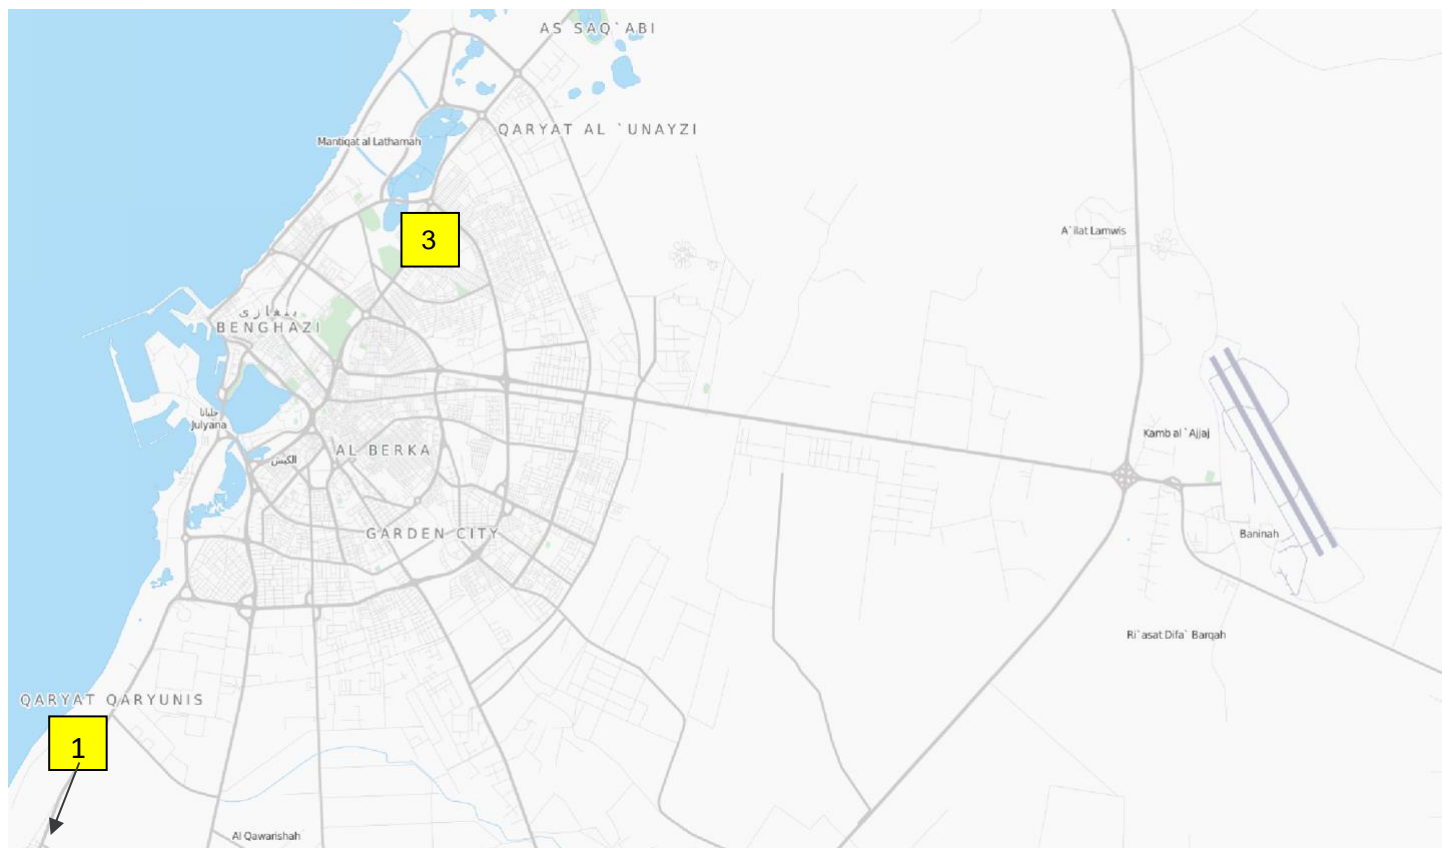 AS SAQ`ABI
QARYAT AL `UNAYZI
Mantiqat al Lathamah
A`ilat Lamwis
3
بنغازي
BENGHAZI
جليانا
Julyana
الكيش
AL BERKA
Kamb al `Ajjaj
GARDEN CITY
Baninah
Ri`asat Difa` Barqah
QARYAT QARYUNIS
1
Al Qawarishah